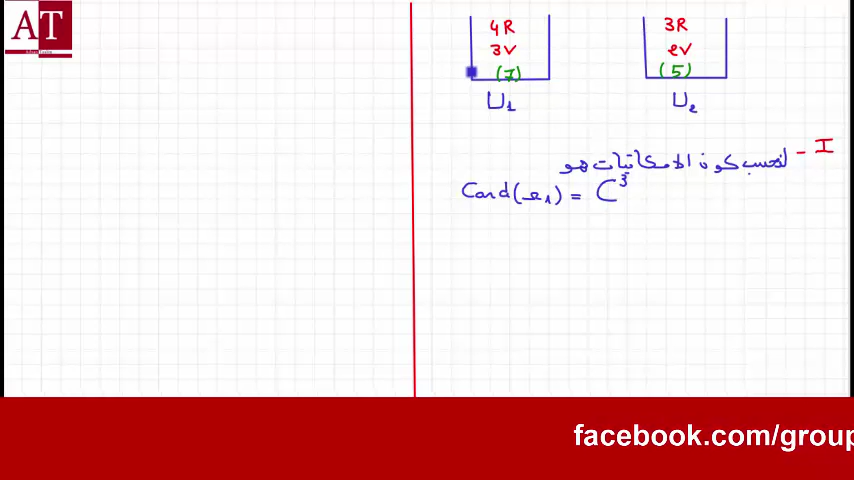 AT
4R
3V
(7)
U1
3R
2V
(5)
U2
I - لنحسب كون الامكانيات هو
Card(Ω1) = C³
facebook.com/group